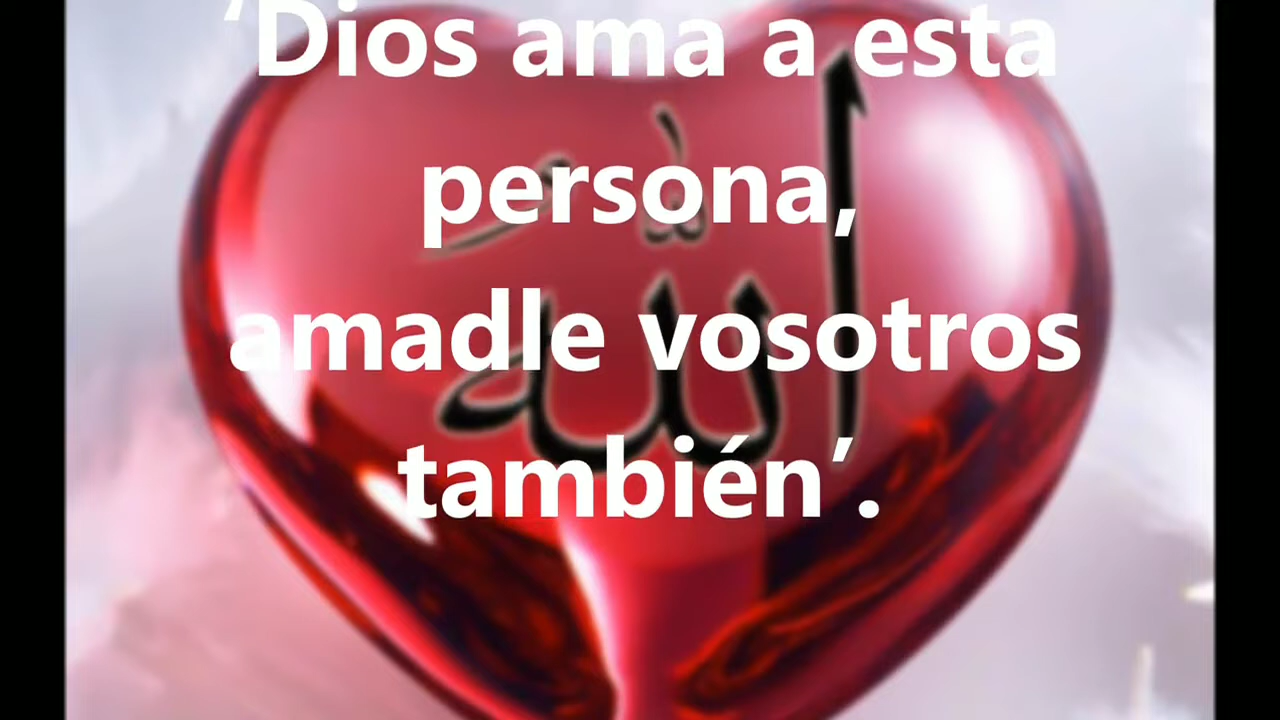 ‘Dios ama a esta
persona,
amadle vosotros
también’.
الله